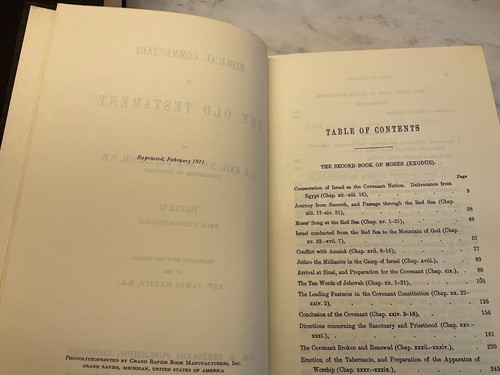 Reprinted, February 1971
PHOTOLITHOPRINTED BY GRAND RAPIDS BOOK MANUFACTURERS, INC.
GRAND RAPIDS, MICHIGAN, UNITED STATES OF AMERICA
TABLE OF CONTENTS
THE SECOND BOOK OF MOSES (EXODUS).
Page
Consecration of Israel as the Covenant Nation. Deliverance from
Egypt (Chap. xii.-xiii. 16), 9
Journey from Succoth, and Passage through the Red Sea (Chap.
xiii. 17-xiv. 31), 38
Moses' Song at the Red Sea (Chap. xv. 1-21), 49
Israel conducted from the Red Sea to the Mountain of God (Chap.
xv. 22-xvii. 7), 57
Conflict with Amalek (Chap. xvii. 8-16), 77
Jethro the Midianite in the Camp of Israel (Chap. xviii.), 83
Arrival at Sinai, and Preparation for the Covenant (Chap. xix.), 88
The Ten Words of Jehovah (Chap. xx. 1-21), 105
The Leading Features in the Covenant Constitution (Chap. xx. 22-
xxiv. 2), 126
Conclusion of the Covenant (Chap. xxiv. 3-18), 156
Directions concerning the Sanctuary and Priesthood (Chap. xxv.-
xxxi.), 161
The Covenant Broken and Renewed (Chap. xxxii.-xxxiv.), 220
Erection of the Tabernacle, and Preparation of the Apparatus of
Worship (Chap. xxxv.-xxxix.), 245